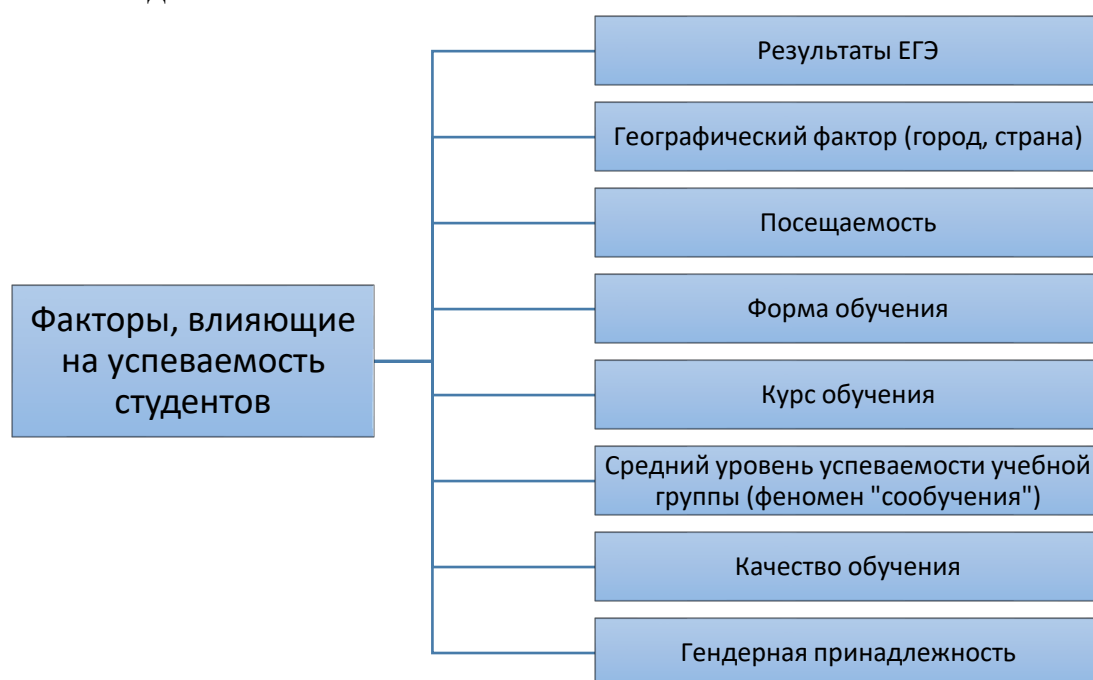 Факторы, влияющие
на успеваемость
студентов
Результаты ЕГЭ
Географический фактор (город, страна)
Посещаемость
Форма обучения
Курс обучения
Средний уровень успеваемости учебной
группы (феномен "сообучения")
Качество обучения
Гендерная принадлежность